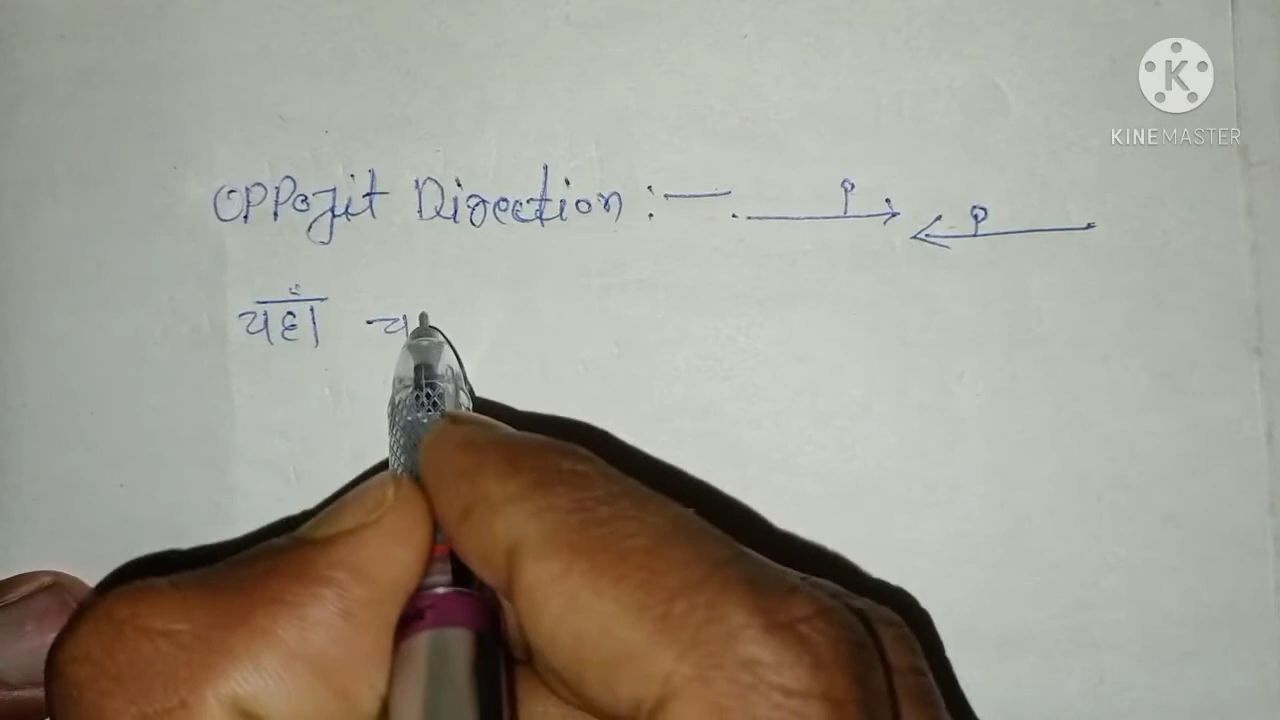 K
KINEMASTER
Oppojit Direction :- P P
यहाँ